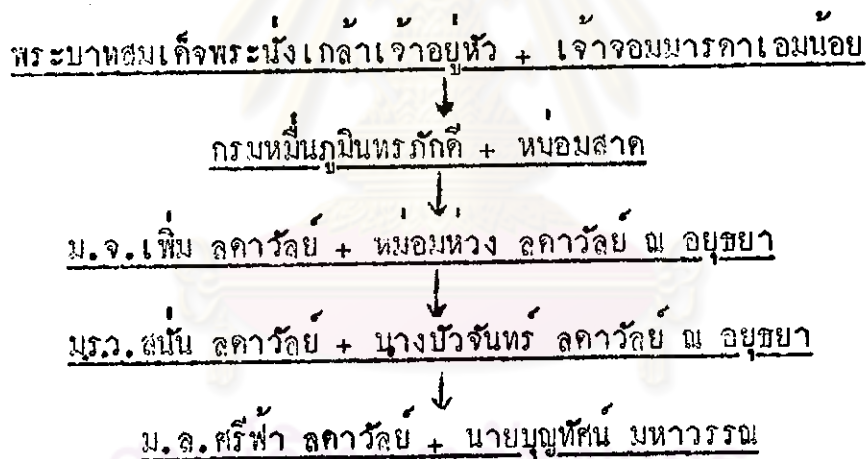 พระบาทสมเด็จพระนั่งเกล้าเจ้าอยู่หัว + เจ้าจอมมารดาเอมน้อย
กรมหมื่นภูมินทรภักดี + หม่อมสาด
ม.จ.เพิ่ม ลดาวัลย์ + หม่อมห่วง ลดาวัลย์ ณ อยุธยา
มร.ว.สนั่น ลดาวัลย์ + นางบัวจันทร์ ลดาวัลย์ ณ อยุธยา
ม.ล.ศรีฟ้า ลดาวัลย์ + นายบุญทัศน์ มหาวรรณ